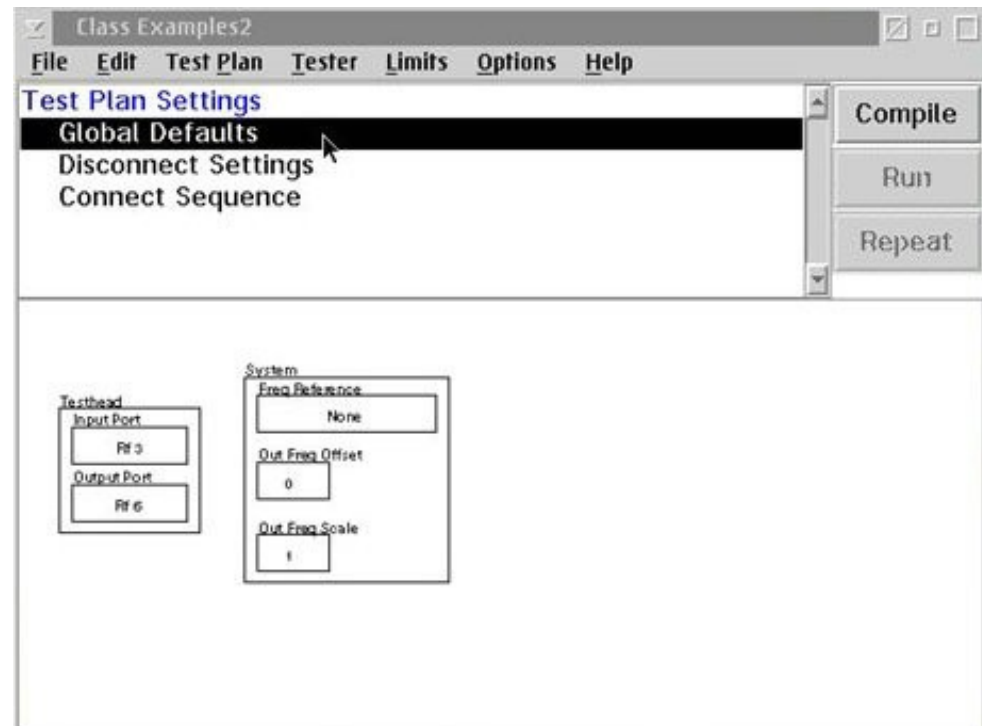 Class Examples2
File Edit Test Plan Tester Limits Options Help
Test Plan Settings
Global Defaults
Disconnect Settings
Connect Sequence
Compile
Run
Repeat
Testhead
Input Port
Rf 3
Output Port
Rf 6
System
Freq Reference
None
Out Freq Offset
0
Out Freq Scale
1